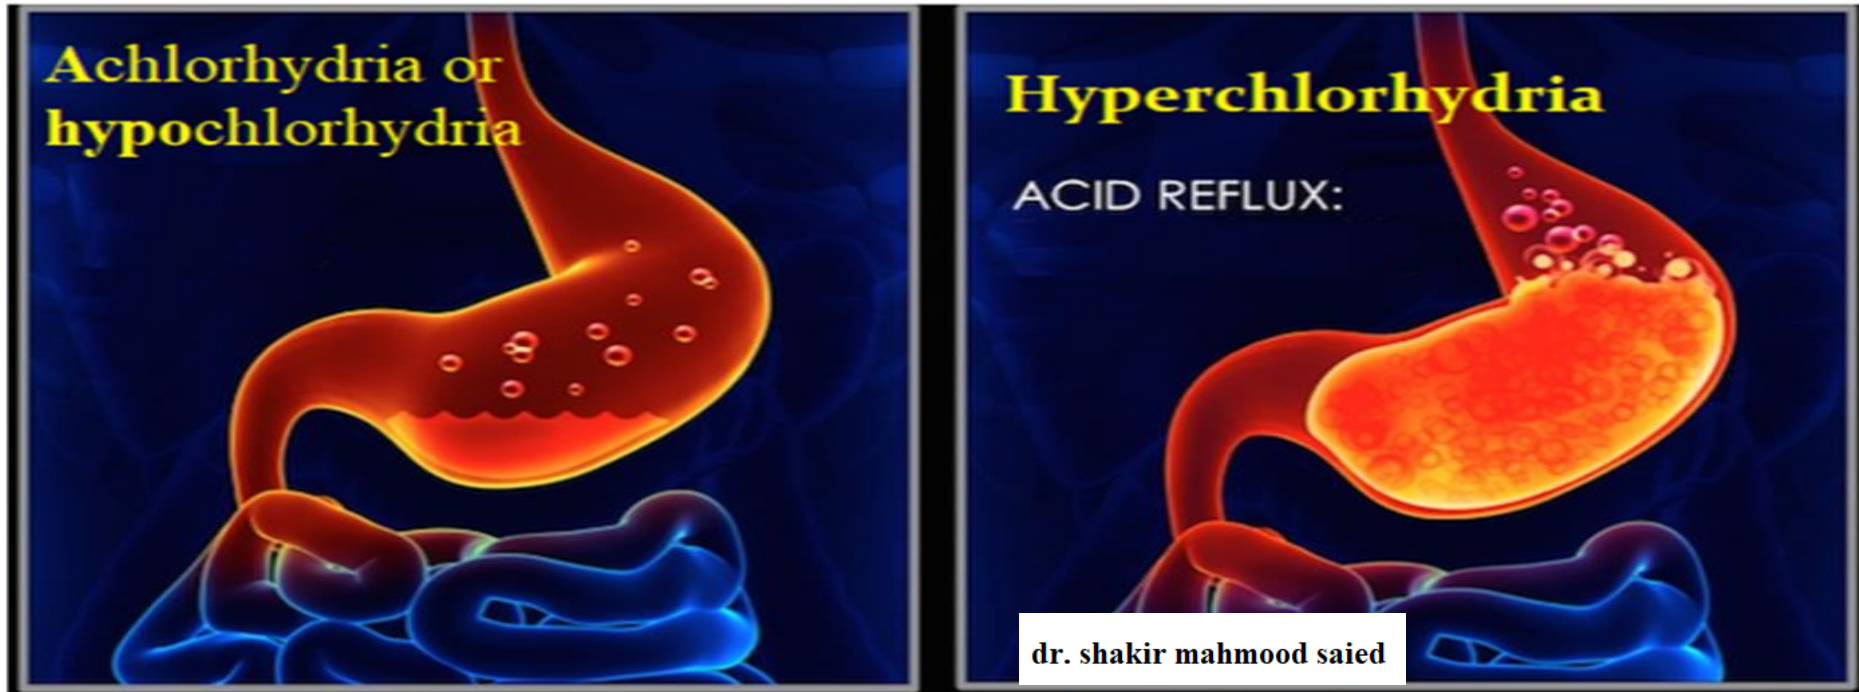 Achlorhydria or
hypochlorhydria
Hyperchlorhydria
ACID REFLUX:
dr. shakir mahmood saied